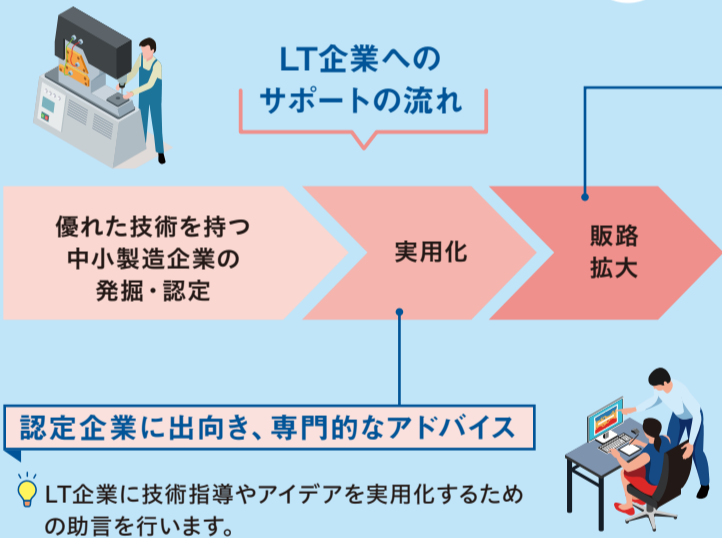 LT企業への
サポートの流れ
優れた技術を持つ
中小製造企業の
発掘・認定
実用化
販路
拡大
認定企業に出向き、専門的なアドバイス
LT企業に技術指導やアイデアを実用化するため
の助言を行います。